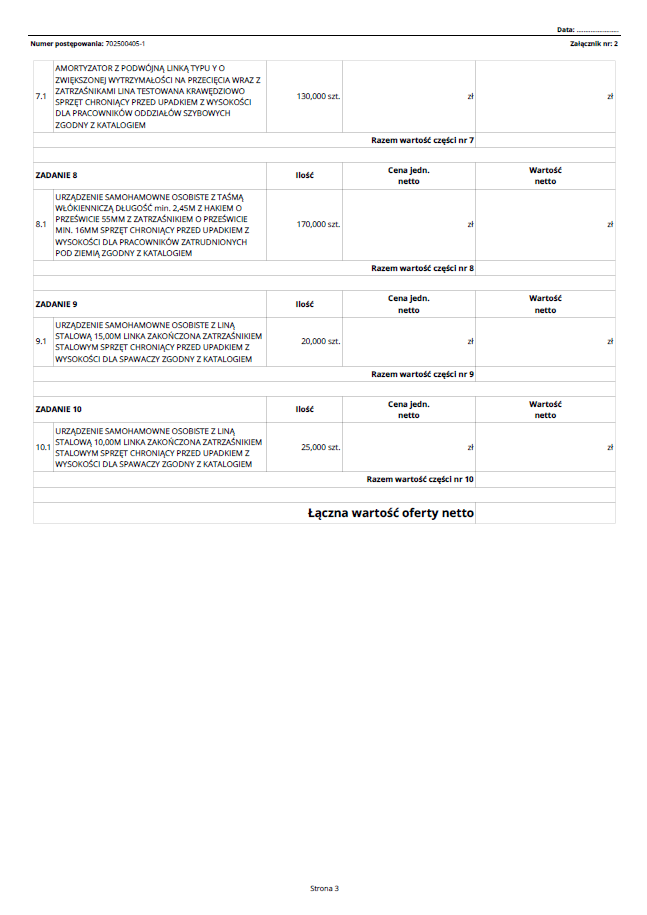 Data: ......................
Numer postępowania: 702500405-1
Załącznik nr: 2
AMORTYZATOR Z PODWÓJNĄ LINKĄ TYPU Y O
ZWIĘKSZONEJ WYTRZYMAŁOŚCI NA PRZECIĘCIA WRAZ Z
ZATRZAŚNIKAMI LINA TESTOWANA KRAWĘDZIOWO
7.1 SPRZĘT CHRONIĄCY PRZED UPADKIEM Z WYSOKOŚCI 130,000 szt. zł zł
DLA PRACOWNIKÓW ODDZIAŁÓW SZYBOWYCH
ZGODNY Z KATALOGIEM
Razem wartość części nr 7
ZADANIE 8 Ilość Cena jedn. netto Wartość netto
URZĄDZENIE SAMOHAMOWNE OSOBISTE Z TAŚMĄ
WŁÓKIENNICZĄ DŁUGOŚĆ min. 2,45M Z HAKIEM O
PRZEŚWICIE 55MM Z ZATRZAŚNIKIEM O PRZEŚWICIE
8.1 MIN. 16MM SPRZĘT CHRONIĄCY PRZED UPADKIEM Z 170,000 szt. zł zł
WYSOKOŚCI DLA PRACOWNIKÓW ZATRUDNIONYCH
POD ZIEMIĄ ZGODNY Z KATALOGIEM
Razem wartość części nr 8
ZADANIE 9 Ilość Cena jedn. netto Wartość netto
URZĄDZENIE SAMOHAMOWNE OSOBISTE Z LINĄ
STALOWĄ 15,00M LINKA ZAKOŃCZONA ZATRZAŚNIKIEM
9.1 STALOWYM SPRZĘT CHRONIĄCY PRZED UPADKIEM Z 20,000 szt. zł zł
WYSOKOŚCI DLA SPAWACZY ZGODNY Z KATALOGIEM
Razem wartość części nr 9
ZADANIE 10 Ilość Cena jedn. netto Wartość netto
URZĄDZENIE SAMOHAMOWNE OSOBISTE Z LINĄ
STALOWĄ 10,00M LINKA ZAKOŃCZONA ZATRZAŚNIKIEM
10.1 STALOWYM SPRZĘT CHRONIĄCY PRZED UPADKIEM Z 25,000 szt. zł zł
WYSOKOŚCI DLA SPAWACZY ZGODNY Z KATALOGIEM
Razem wartość części nr 10
Łączna wartość oferty netto
Strona 3